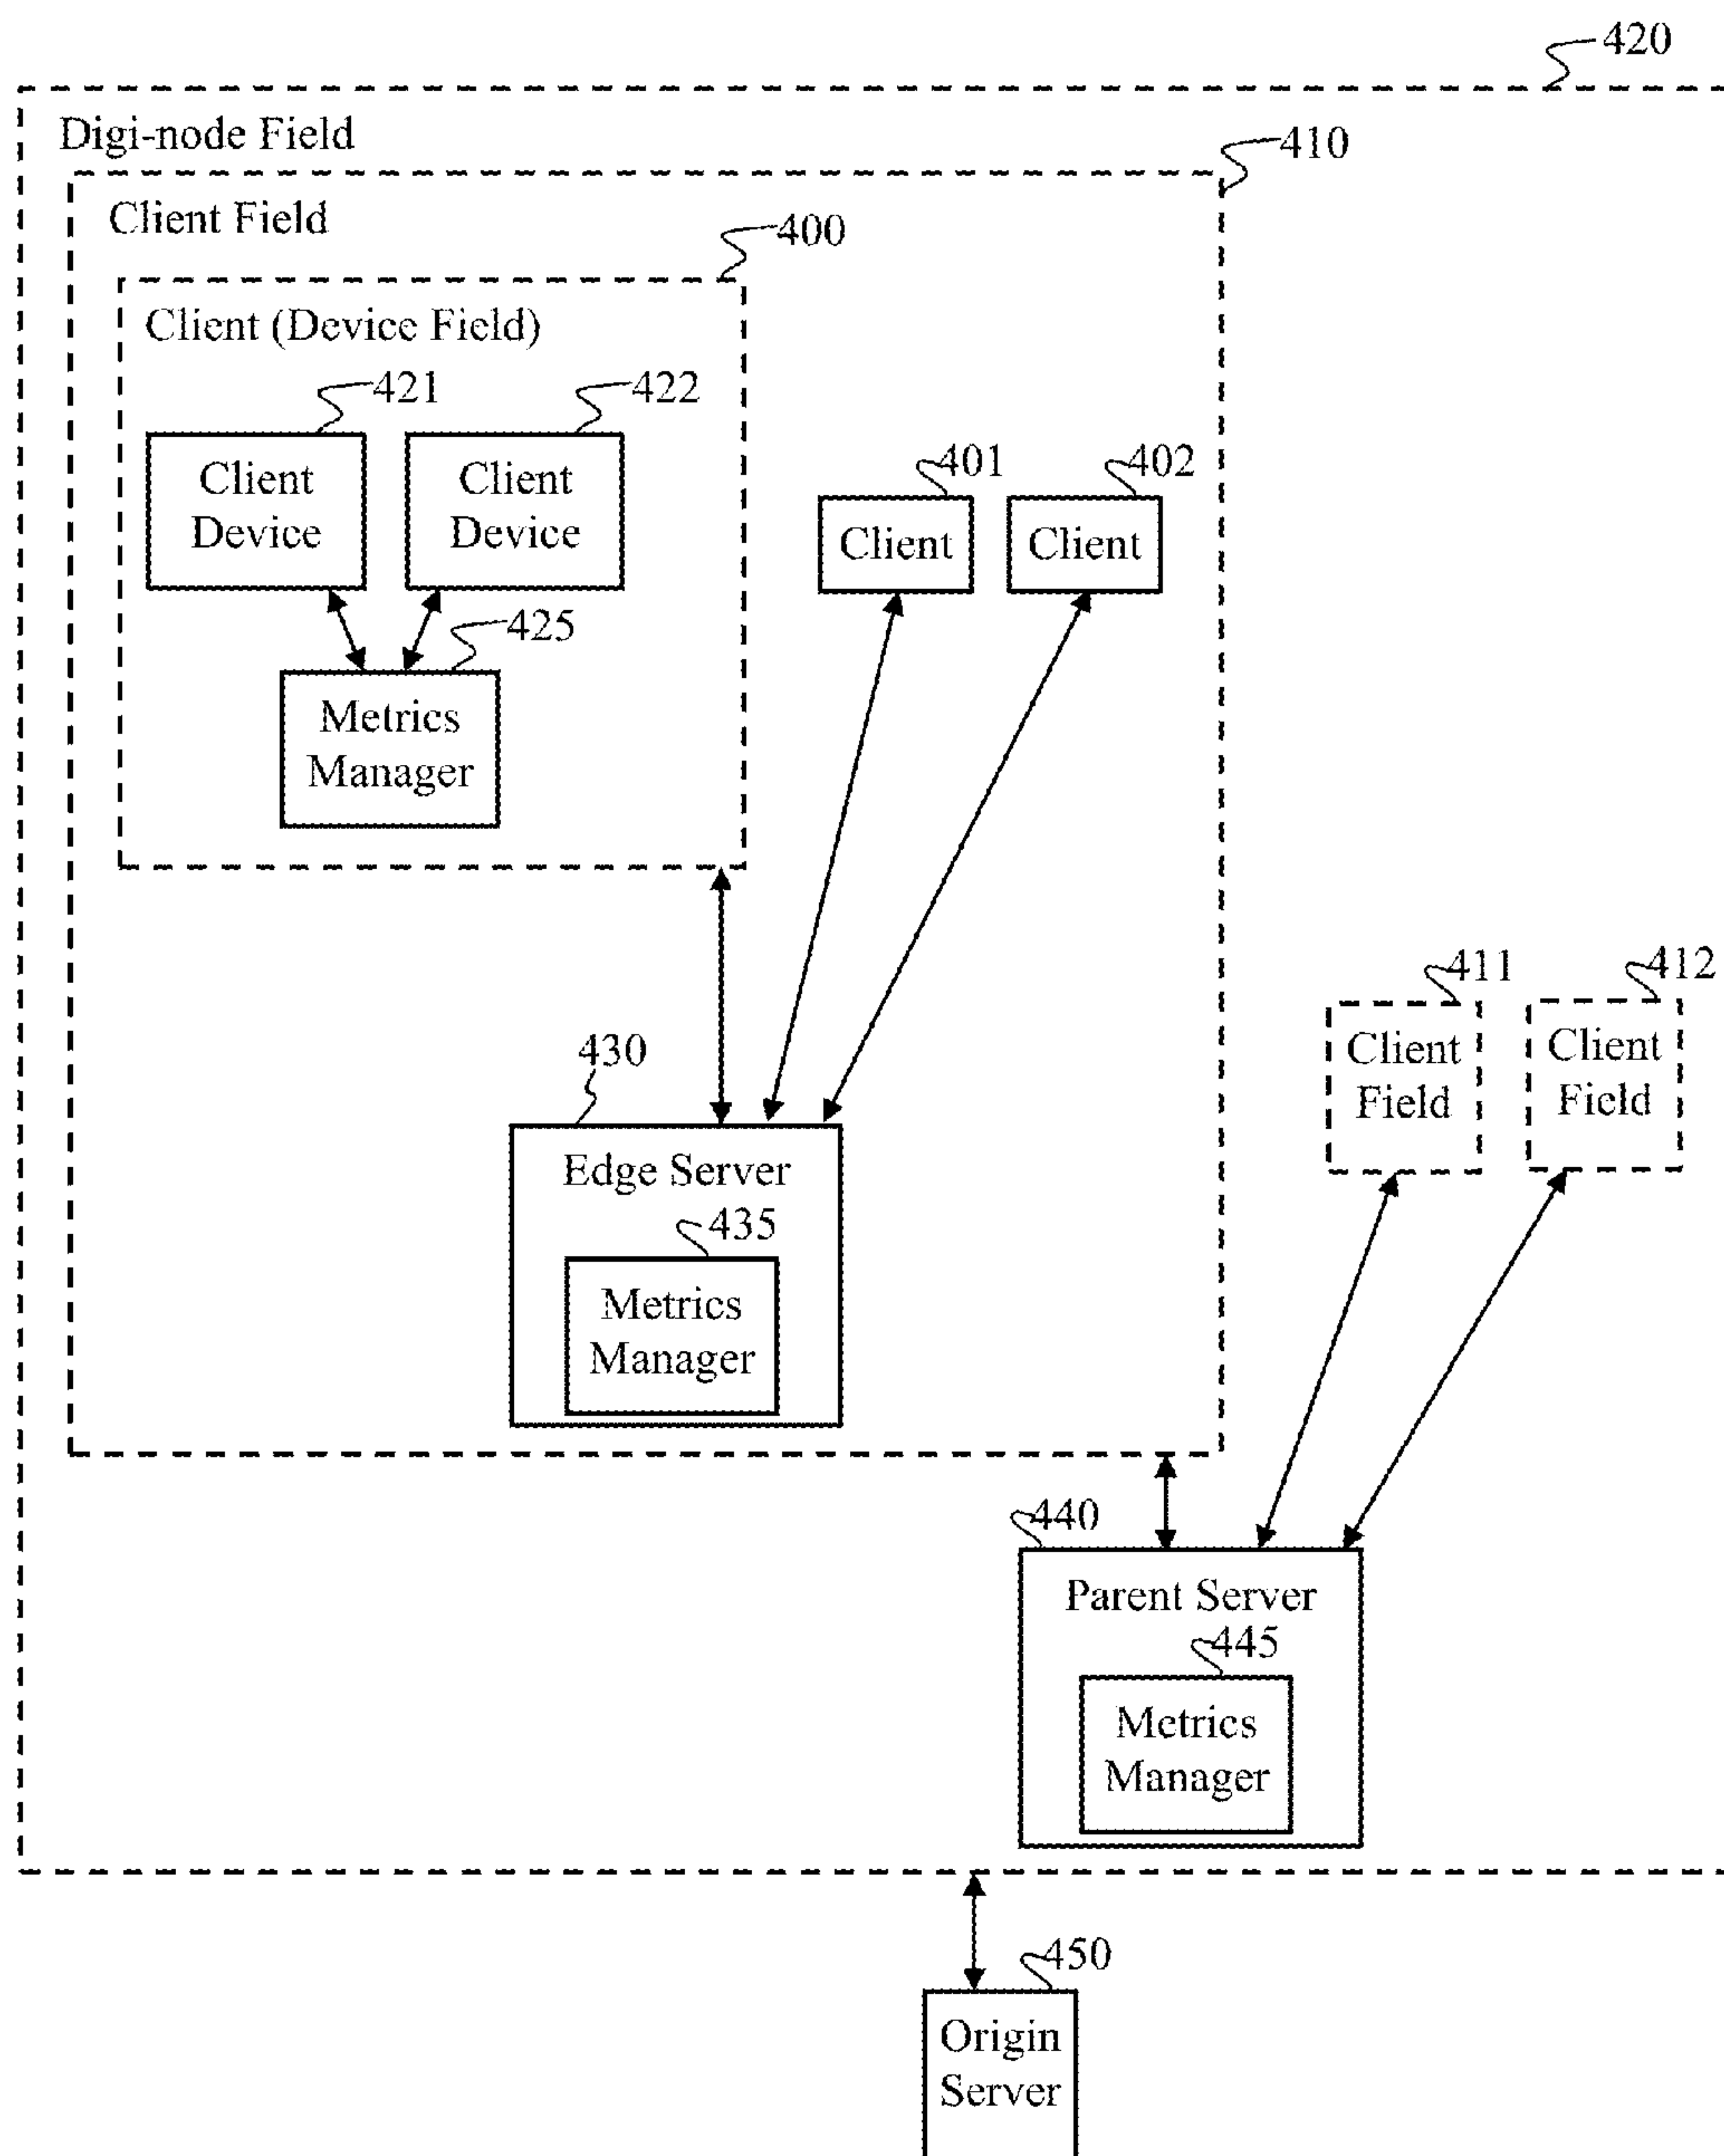 420
Digi-node Field
410
Client Field
400
Client (Device Field)
421
422
Client
Device
Client
Device
401
402
Client
Client
425
Metrics
Manager
411
412
Client
Field
Client
Field
430
Edge Server
435
Metrics
Manager
440
Parent Server
445
Metrics
Manager
450
Origin
Server